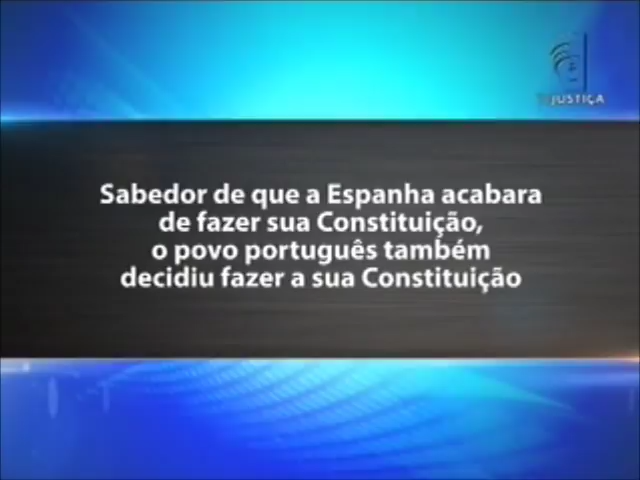 JUSTIÇA
Sabedor de que a Espanha acabara
de fazer sua Constituição,
o povo português também
decidiu fazer a sua Constituição